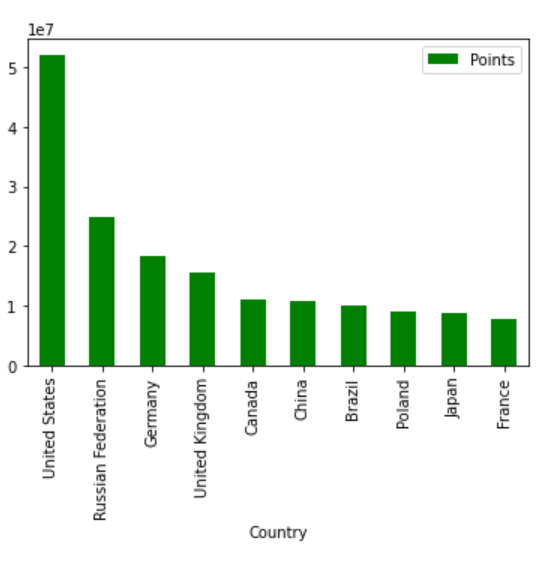 1e7
Points
5
4
3
2
1
0
United States
Russian Federation
Germany
United Kingdom
Canada
China
Brazil
Poland
Japan
France
Country